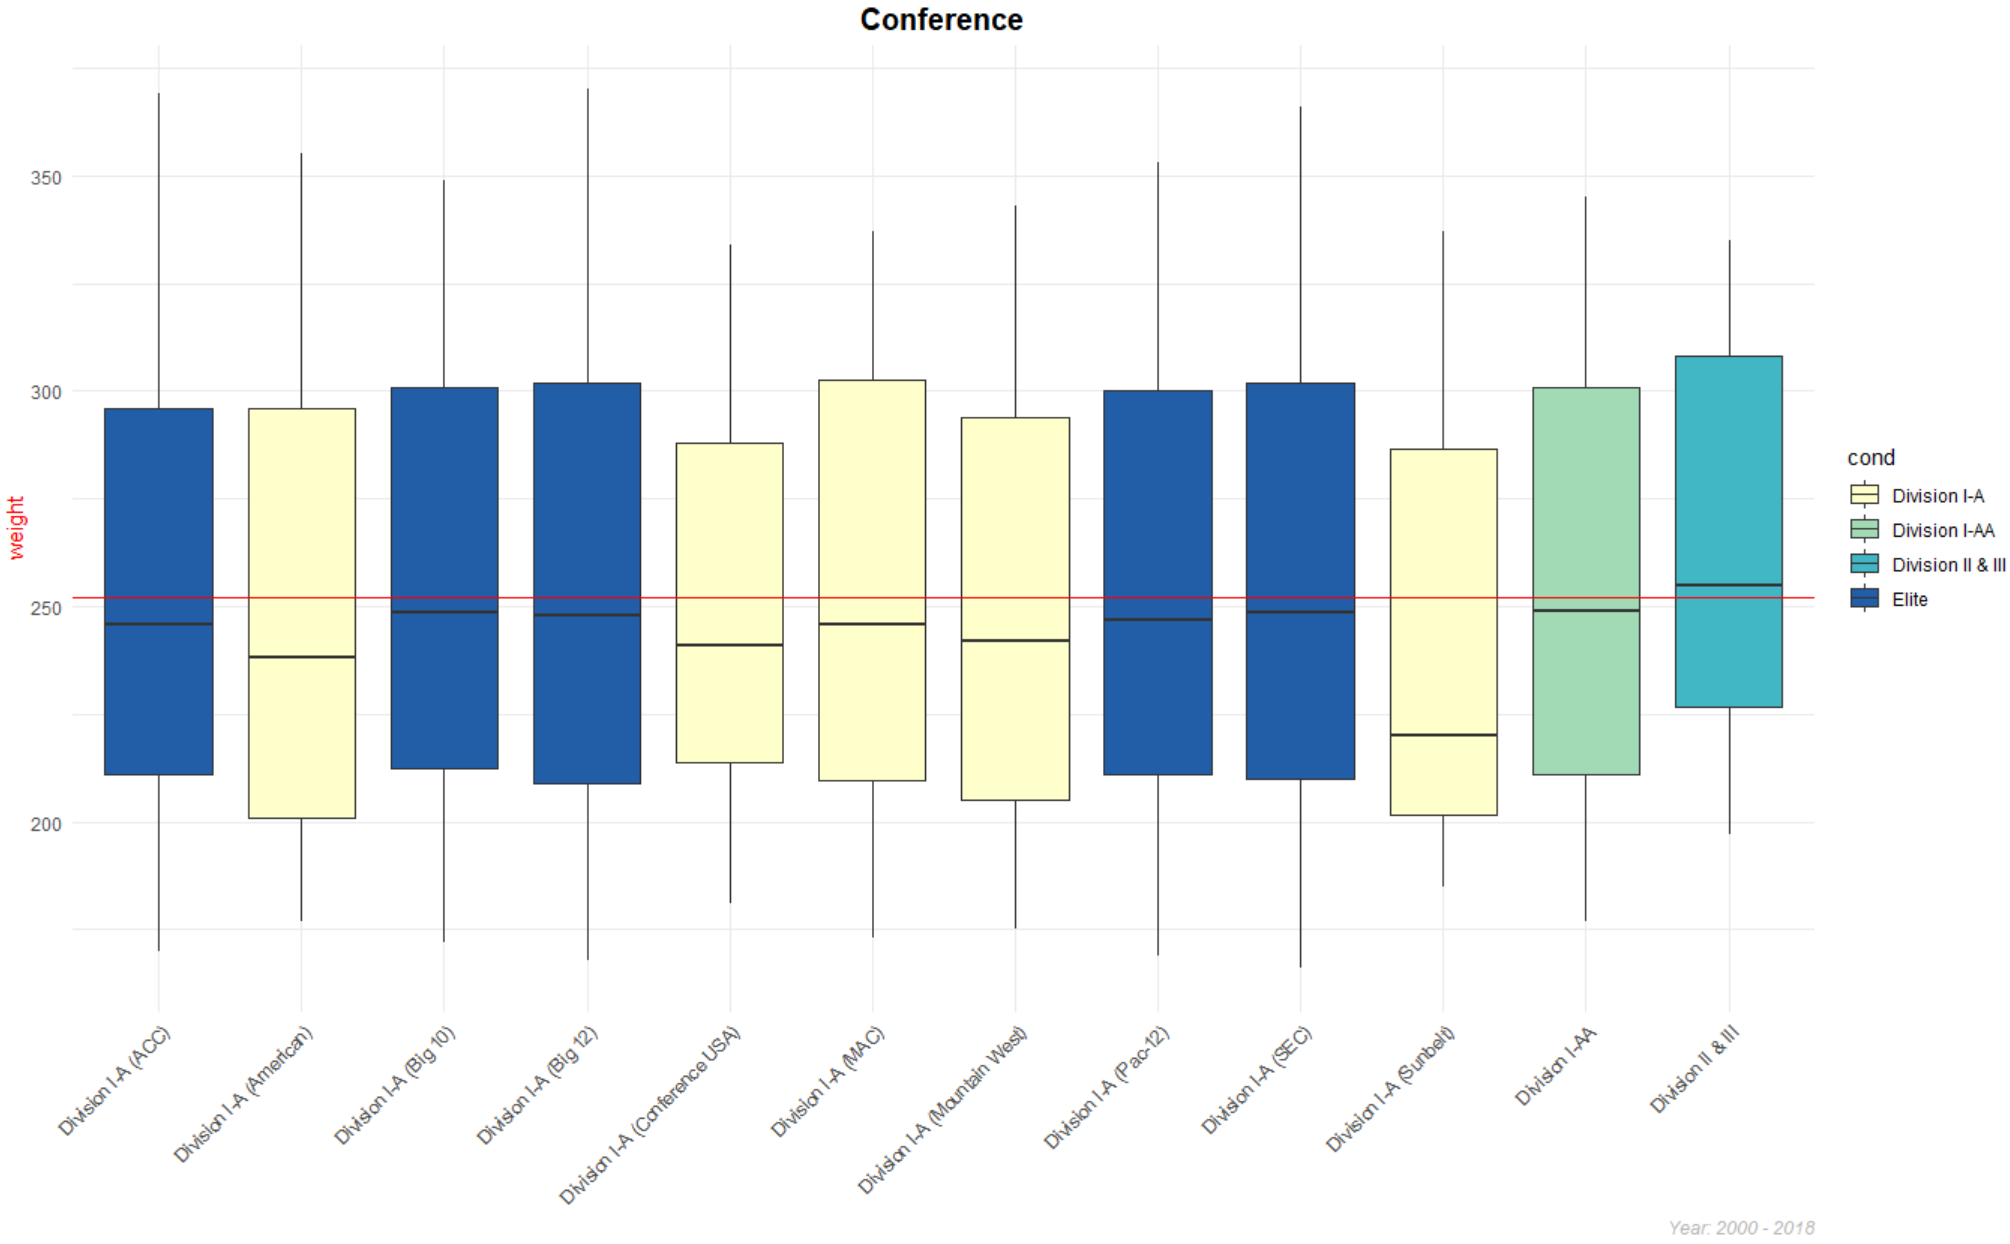 Conference
350
300
250
200
weight
cond
Division I-A
Division I-AA
Division II & III
Elite
Division I-A (ACC)
Division I-A (American)
Division I-A (Big 10)
Division I-A (Big 12)
Division I-A (Conference USA)
Division I-A (MAC)
Division I-A (Mountain West)
Division I-A (Pac-12)
Division I-A (SEC)
Division I-A (Sunbelt)
Division I-AA
Division II & III
Year: 2000 - 2018